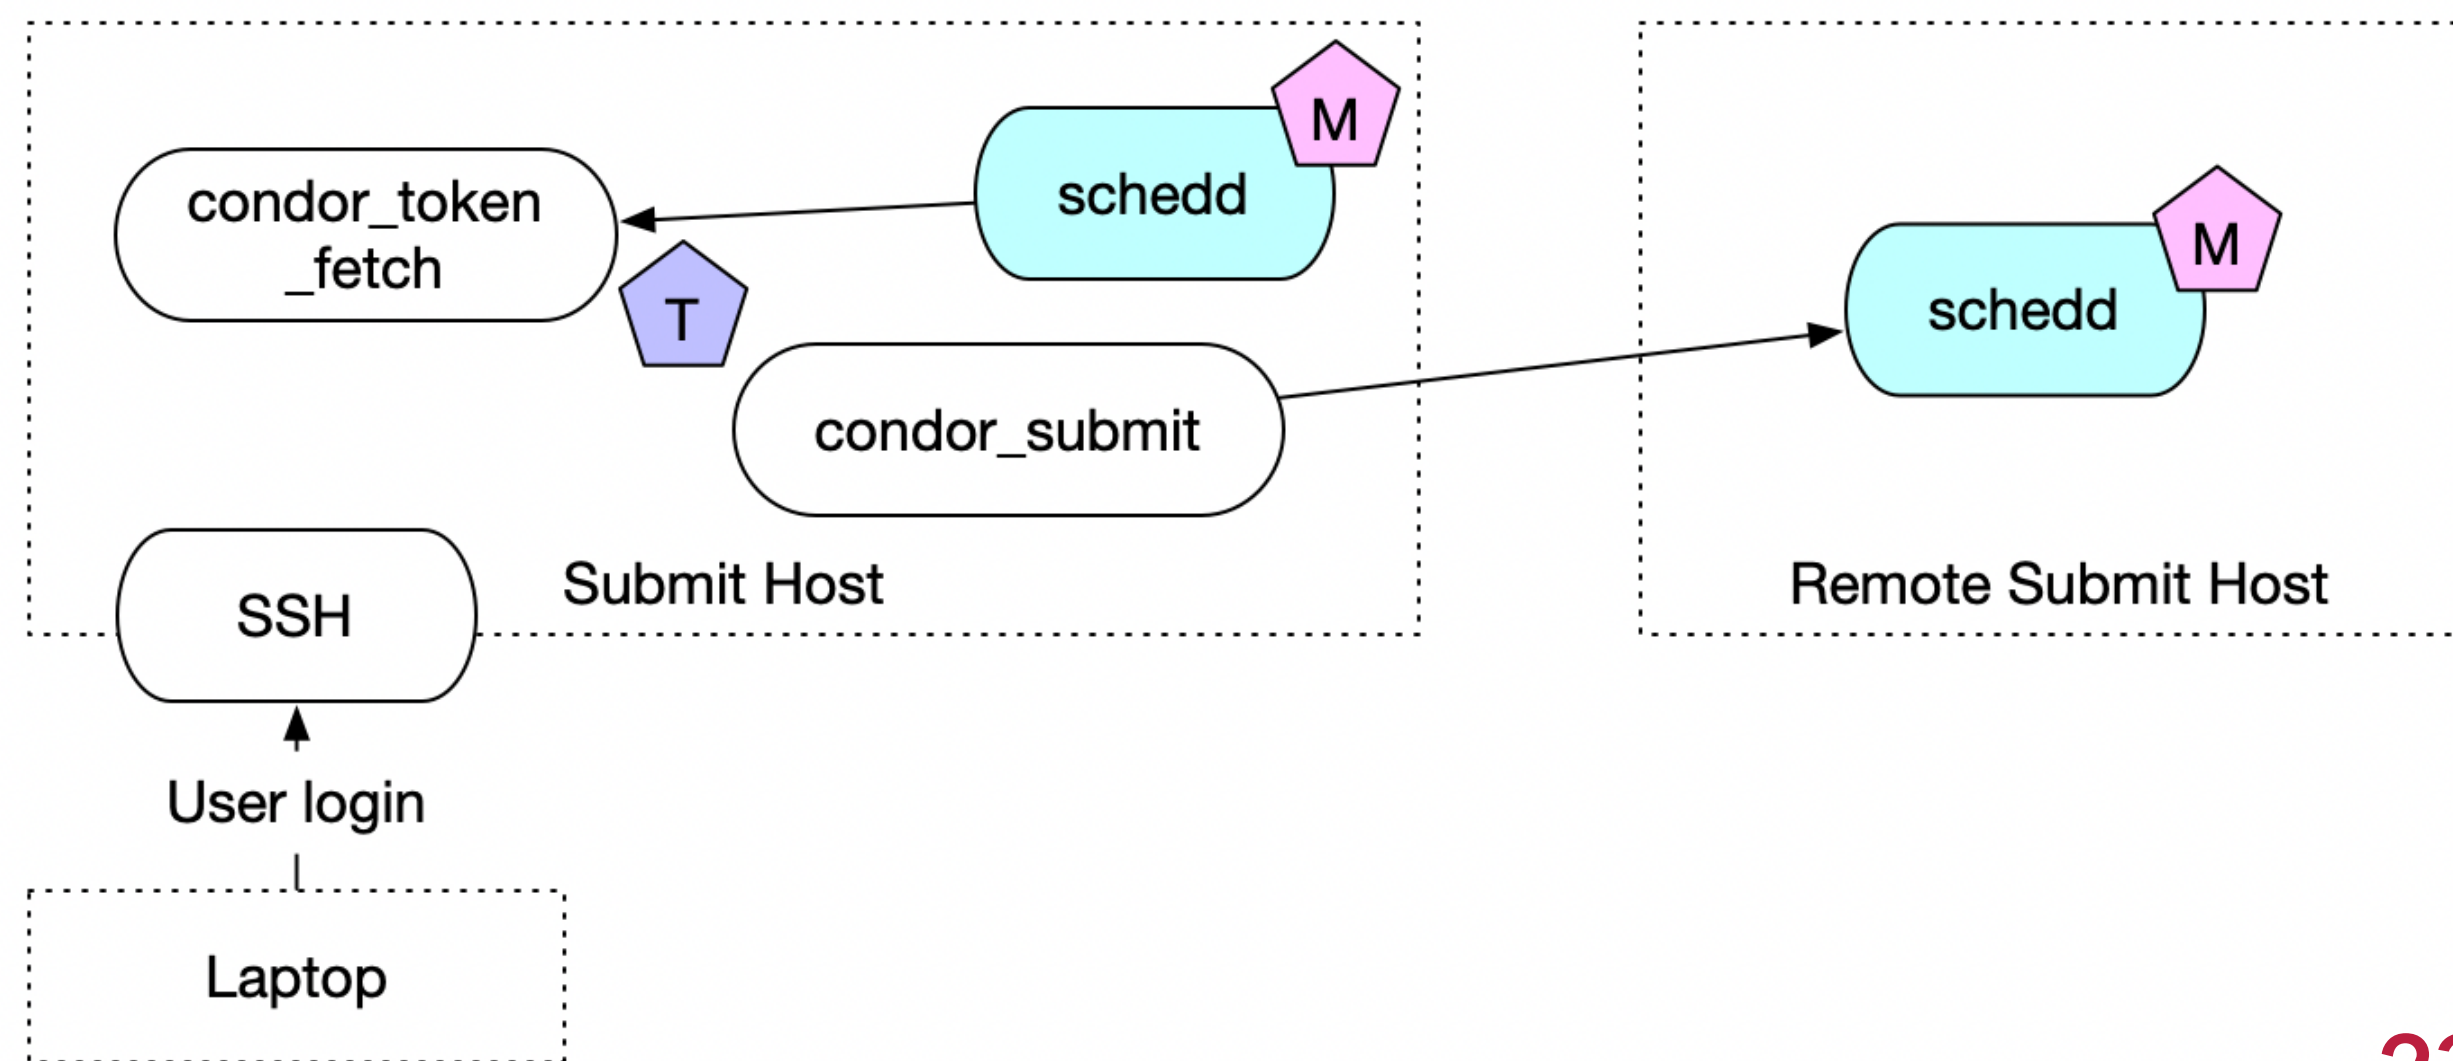 M
condor_token
_fetch
schedd
M
T
schedd
condor_submit
Submit Host
Remote Submit Host
SSH
User login
Laptop